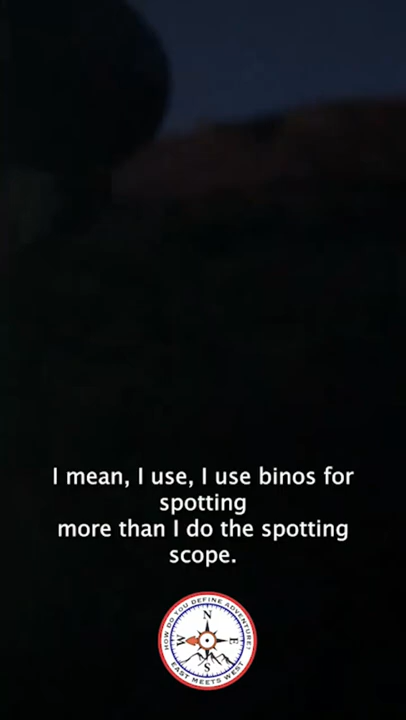 I mean, I use, I use binos for
spotting
more than I do the spotting
scope.
HOW DO YOU DEFINE ADVENTURE?
N
W
E
S
EAST MEETS WEST